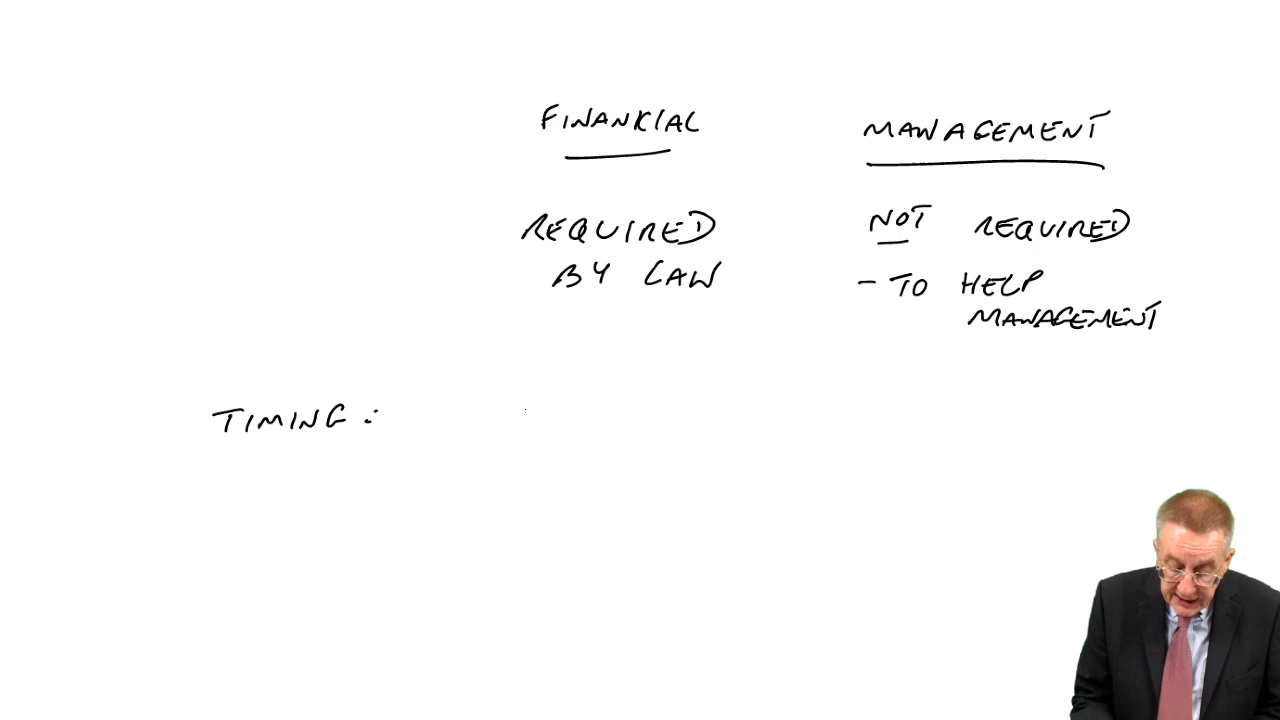 FINANCIAL MANAGEMENT
REQUIRED NOT REQUIRED
BY LAW - TO HELP
MANAGEMENT
TIMING :